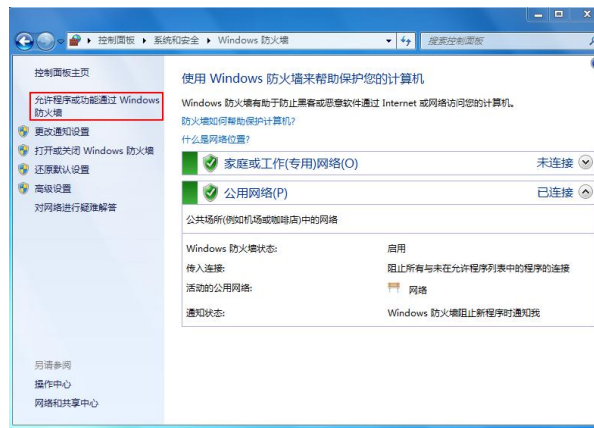 控制面板 ▸ 系统和安全 ▸ Windows 防火墙
搜索控制面板
控制面板主页
允许程序或功能通过 Windows
防火墙
更改通知设置
打开或关闭 Windows 防火墙
还原默认设置
高级设置
对网络进行疑难解答
另请参阅
操作中心
网络和共享中心
使用 Windows 防火墙来帮助保护您的计算机
Windows 防火墙有助于防止黑客或恶意软件通过 Internet 或网络访问您的计算机。
防火墙如何帮助保护计算机?
什么是网络位置?
家庭或工作(专用)网络(O) 未连接
公用网络(P) 已连接
公共场所(例如机场或咖啡店)中的网络
Windows 防火墙状态: 启用
传入连接: 阻止所有与未在允许程序列表中的程序的连接
活动的公用网络: 网络
通知状态: Windows 防火墙阻止新程序时通知我